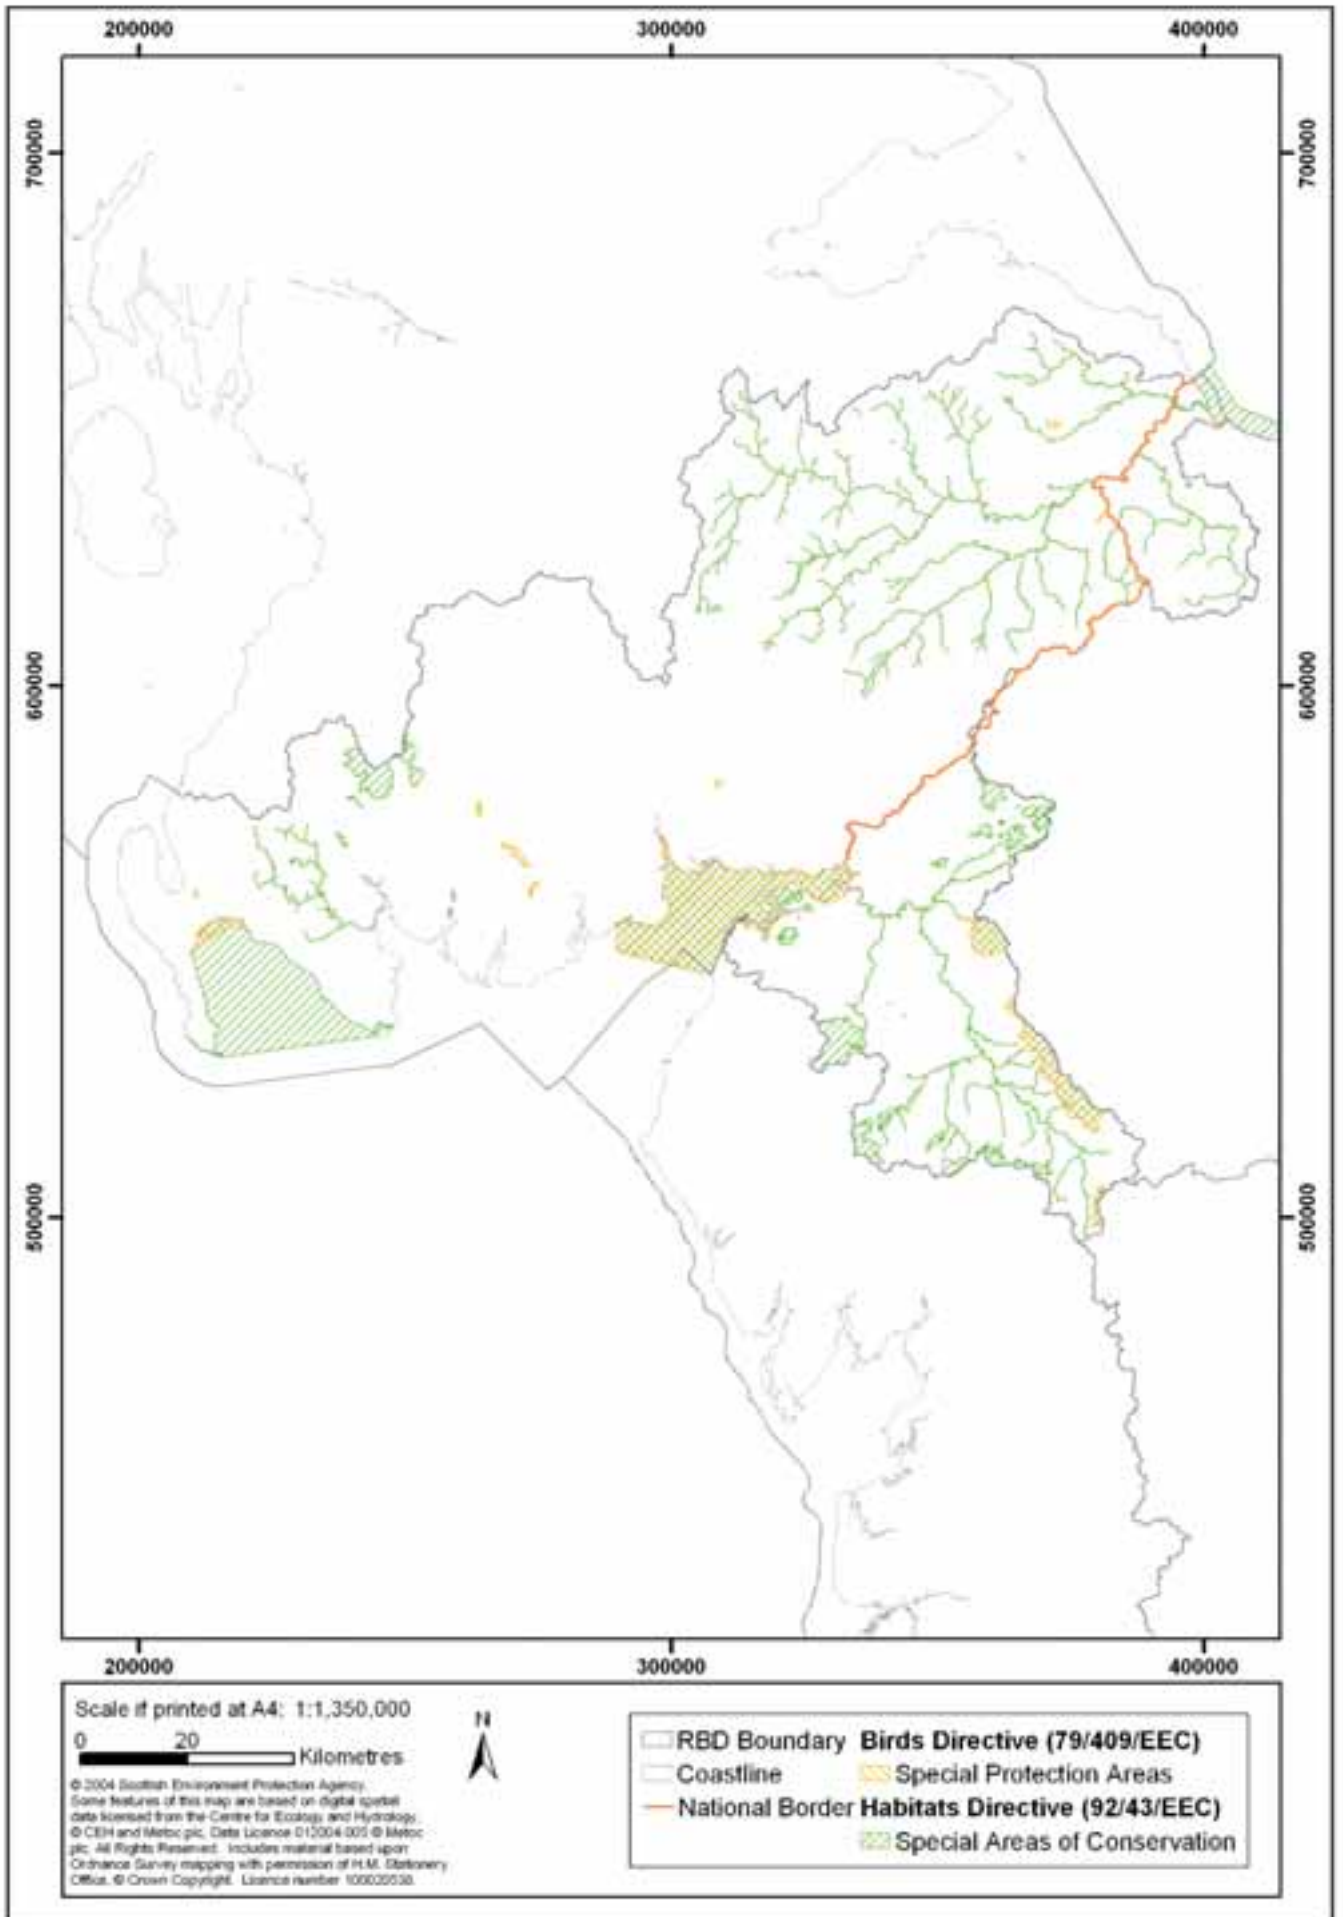 200000 300000 400000
700000 700000
600000 600000
500000 500000
200000 300000 400000
Scale if printed at A4: 1:1,350,000
0 20
Kilometres
© 2004 Scottish Environment Protection Agency.
Some features of this map are based on digital spatial
data licensed from the Centre for Ecology and Hydrology,
© CEH and Metoc plc, Data Licence 012004.005 © Metoc
plc. All Rights Reserved. Includes material based upon
Ordnance Survey mapping with permission of H.M. Stationery
Office, © Crown Copyright. Licence number
N
RBD Boundary Birds Directive (79/409/EEC)
Coastline Special Protection Areas
National Border Habitats Directive (92/43/EEC)
Special Areas of Conservation